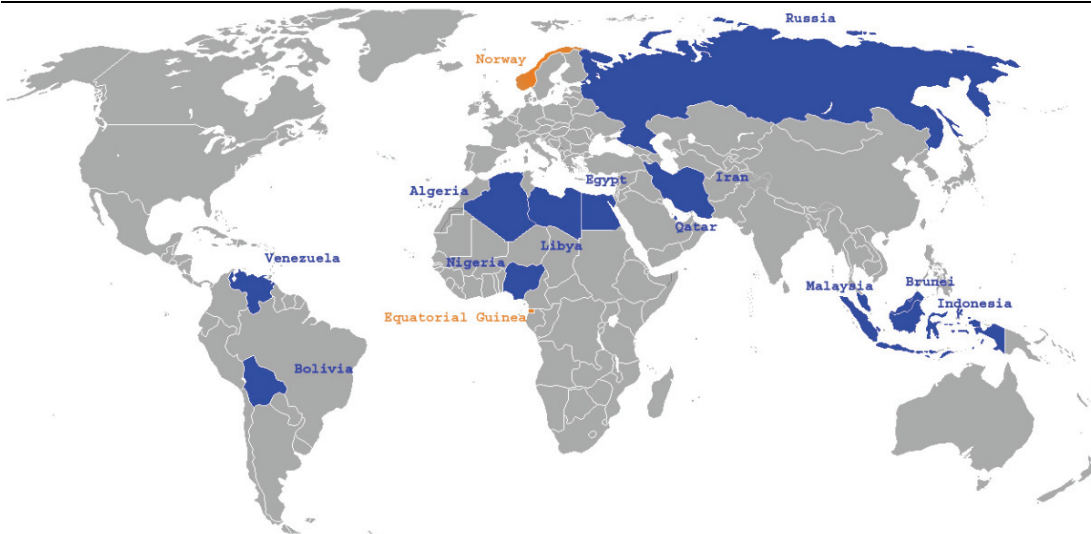 Russia
Norway
Egypt
Iran
Algeria
Qatar
Libya
Venezuela
Nigeria
Brunei
Malaysia
Indonesia
Equatorial Guinea
Bolivia